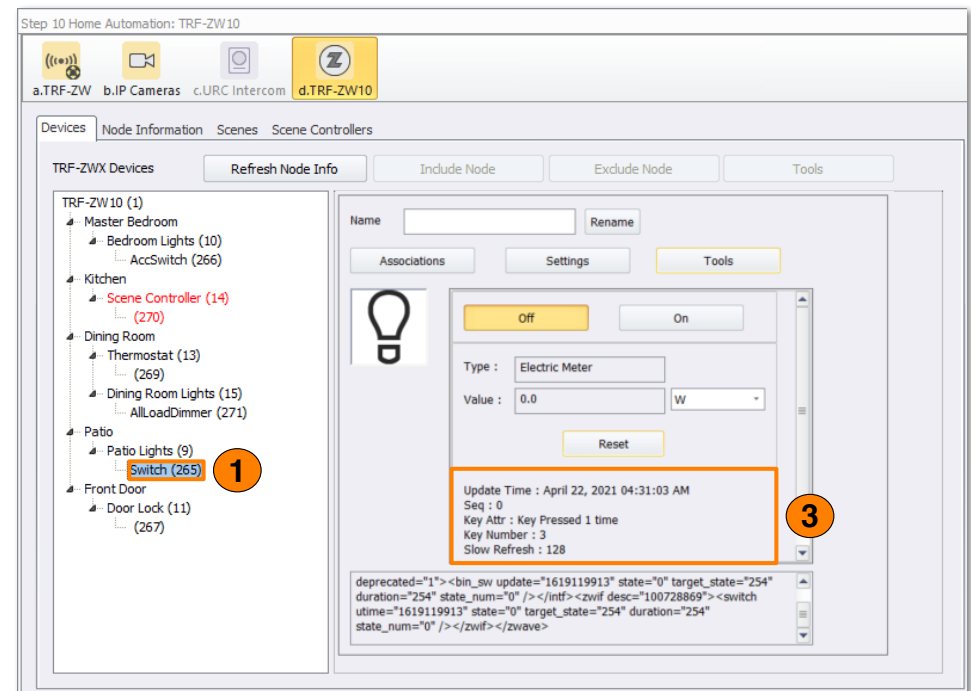 Step 10 Home Automation: TRF-ZW10
a.TRF-ZW b.IP Cameras c.URC Intercom d.TRF-ZW10
Devices Node Information Scenes Scene Controllers
TRF-ZWX Devices Refresh Node Info Include Node Exclude Node Tools
TRF-ZW10 (1)
Master Bedroom
Bedroom Lights (10)
AccSwitch (266)
Kitchen
Scene Controller (14)
(270)
Dining Room
Thermostat (13)
(269)
Dining Room Lights (15)
AllLoadDimmer (271)
Patio
Patio Lights (9)
Switch (265)
1
Front Door
Door Lock (11)
(267)
Name Rename
Associations Settings Tools
Off On
Type : Electric Meter
Value : 0.0 W
Reset
Update Time : April 22, 2021 04:31:03 AM
Seq : 0
Key Attr : Key Pressed 1 time
Key Number : 3
Slow Refresh : 128
3
deprecated="1"><bin_sw update="1619119913" state="0" target_state="254"
duration="254" state_num="0" /></intf><zwif desc="100728869"><switch
utime="1619119913" state="0" target_state="254" duration="254"
state_num="0" /></zwif></zwave>